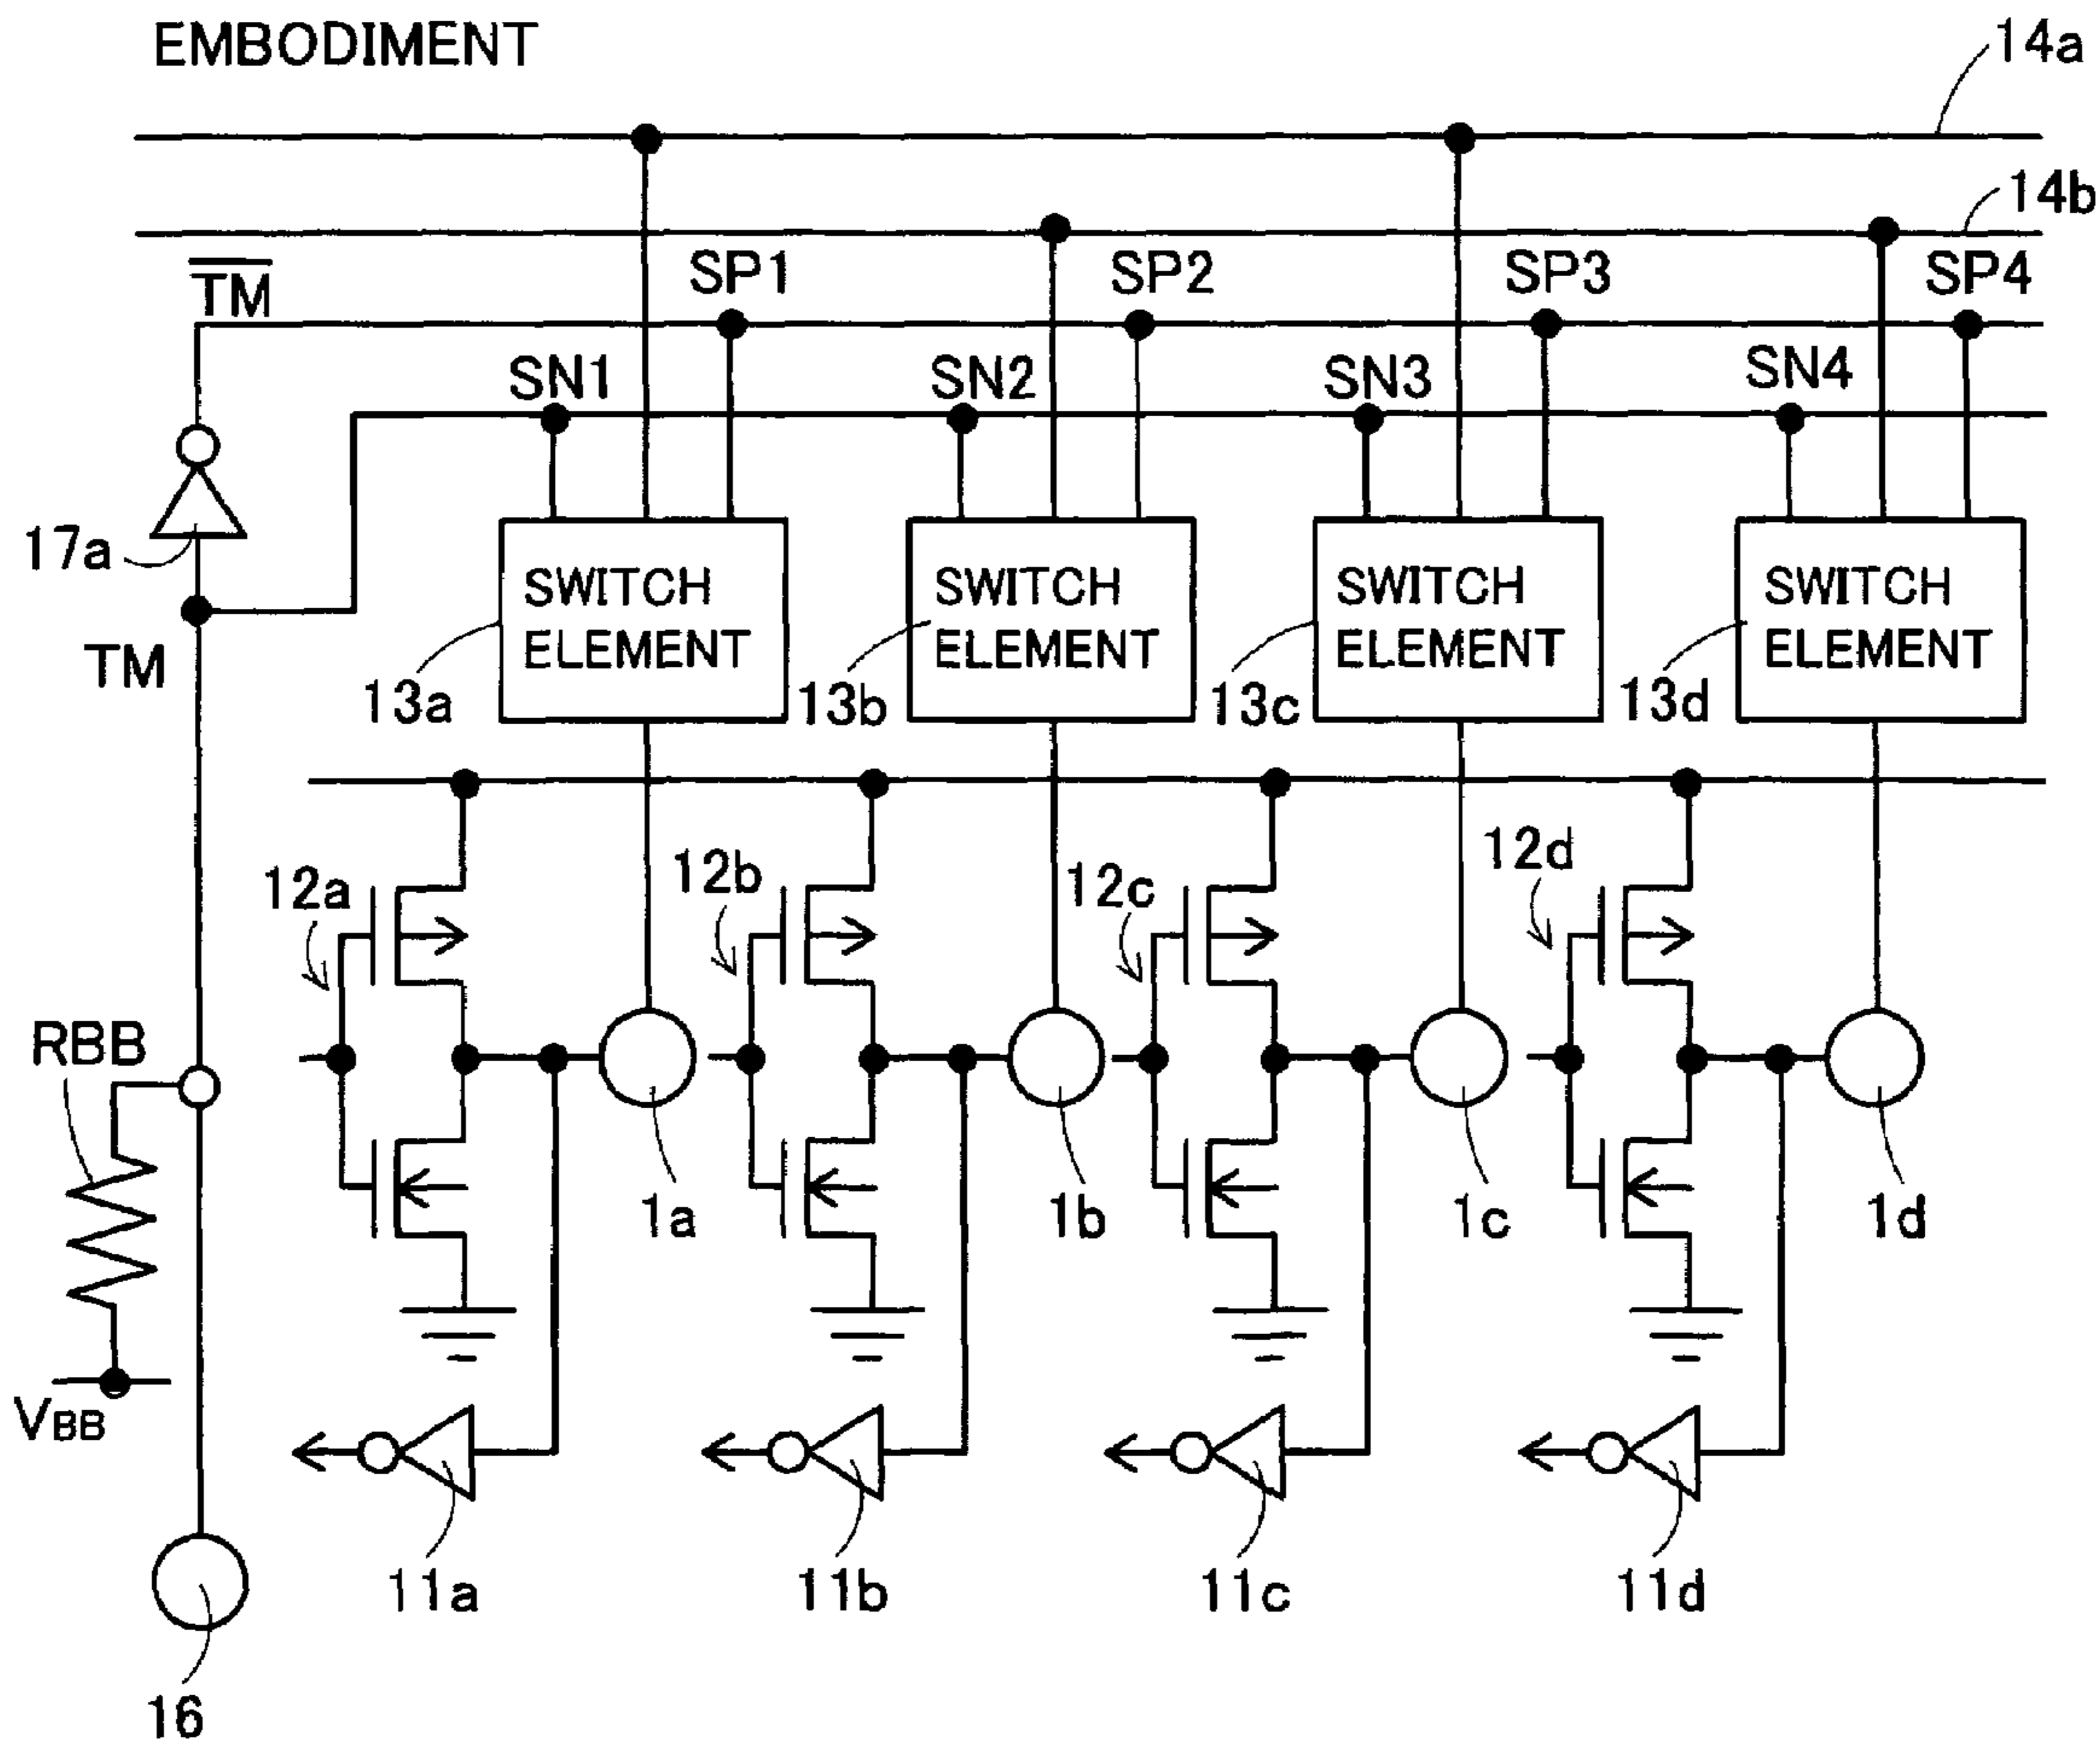 EMBODIMENT
14a
14b
TM
SP1
SP2
SP3
SP4
SN1
SN2
SN3
SN4
17a
SWITCH
ELEMENT
SWITCH
ELEMENT
SWITCH
ELEMENT
SWITCH
ELEMENT
TM
13a
13b
13c
13d
12a
12b
12c
12d
RBB
1a
1b
1c
1d
VBB
11a
11b
11c
11d
16